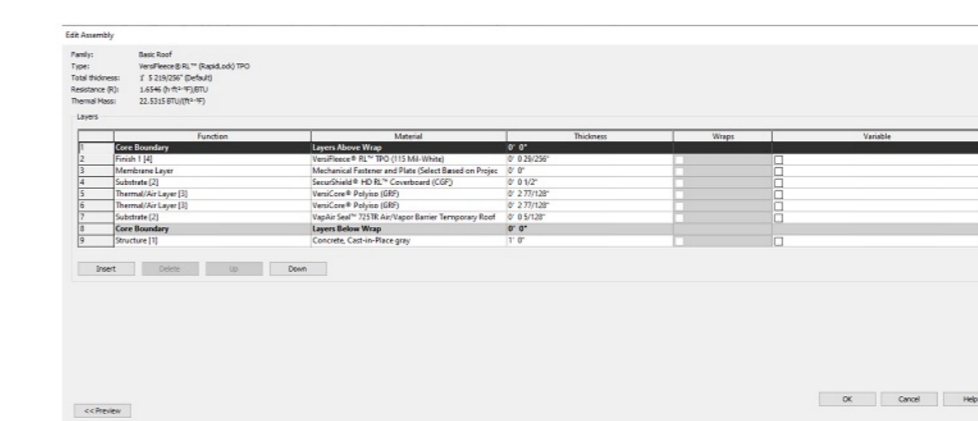 Edit Assembly
Family: Basic Roof
Type: VersiFleece® RL™ (RapidLock) TPO
Total thickness: 1' 5 219/256" (Default)
Resistance (R): 1.6546 (h·ft²·°F)/BTU
Thermal Mass: 22.5315 BTU/(ft²·°F)
Layers
Function Material Thickness Wraps Variable
1 Core Boundary Layers Above Wrap 0' 0"
2 Finish 1 [4] VersiFleece® RL™ TPO (115 Mil-White) 0' 0 29/256"
3 Membrane Layer Mechanical Fastener and Plate (Select Based on Projec 0' 0"
4 Substrate [2] SecurShield® HD RL™ Coverboard (CGF) 0' 0 1/2"
5 Thermal/Air Layer [3] VersiCore® Polyiso (GRF) 0' 2 77/128"
6 Thermal/Air Layer [3] VersiCore® Polyiso (GRF) 0' 2 77/128"
7 Substrate [2] VapAir Seal™ 725TR Air/Vapor Barrier Temporary Roof 0' 0 5/128"
8 Core Boundary Layers Below Wrap 0' 0"
9 Structure [1] Concrete, Cast-in-Place gray 1' 0"
Insert Delete Up Down
OK Cancel Help
<< Preview